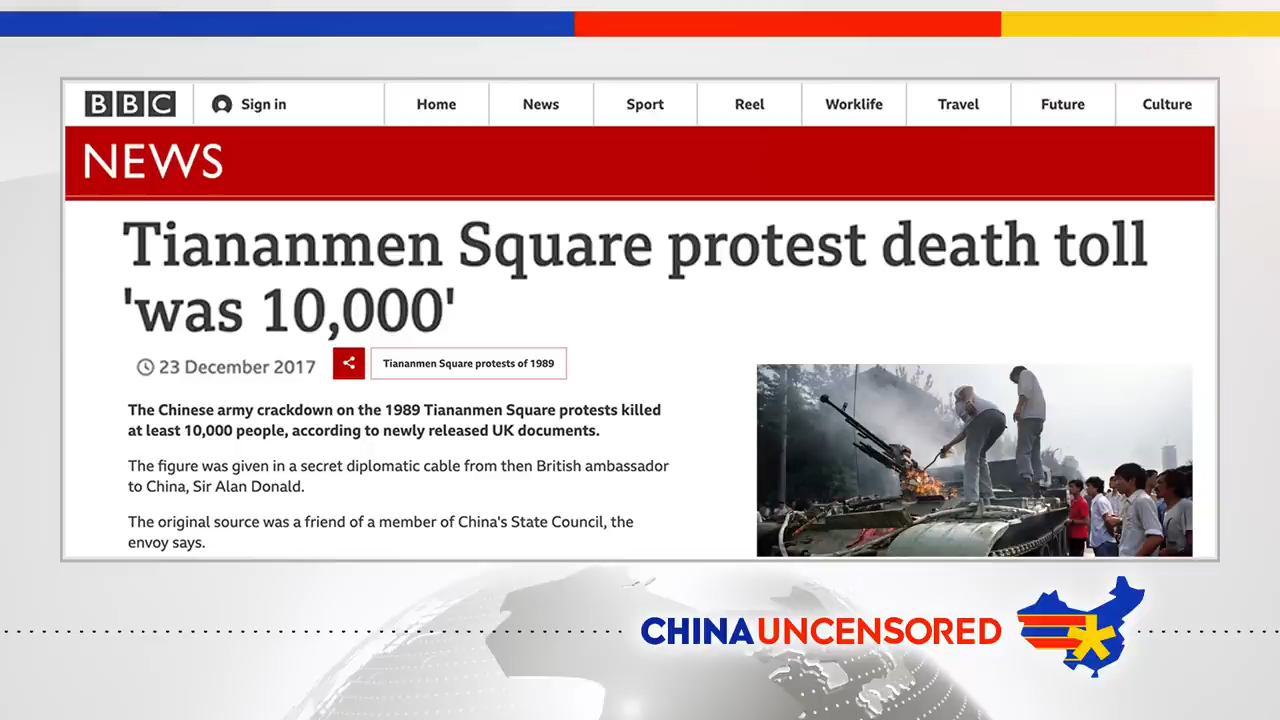 BBC Sign in Home News Sport Reel Worklife Travel Future Culture
NEWS
Tiananmen Square protest death toll
'was 10,000'
23 December 2017 Tiananmen Square protests of 1989
The Chinese army crackdown on the 1989 Tiananmen Square protests killed
at least 10,000 people, according to newly released UK documents.
The figure was given in a secret diplomatic cable from then British ambassador
to China, Sir Alan Donald.
The original source was a friend of a member of China's State Council, the
envoy says.
CHINA UNCENSORED